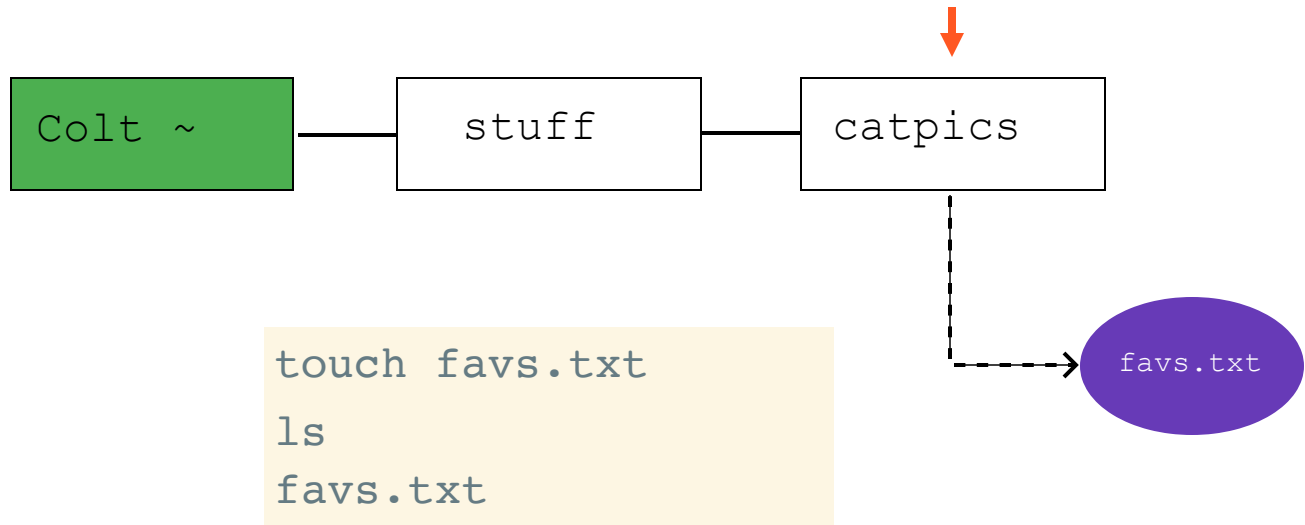 Colt ~
stuff
catpics
favs.txt
touch favs.txt
ls
favs.txt